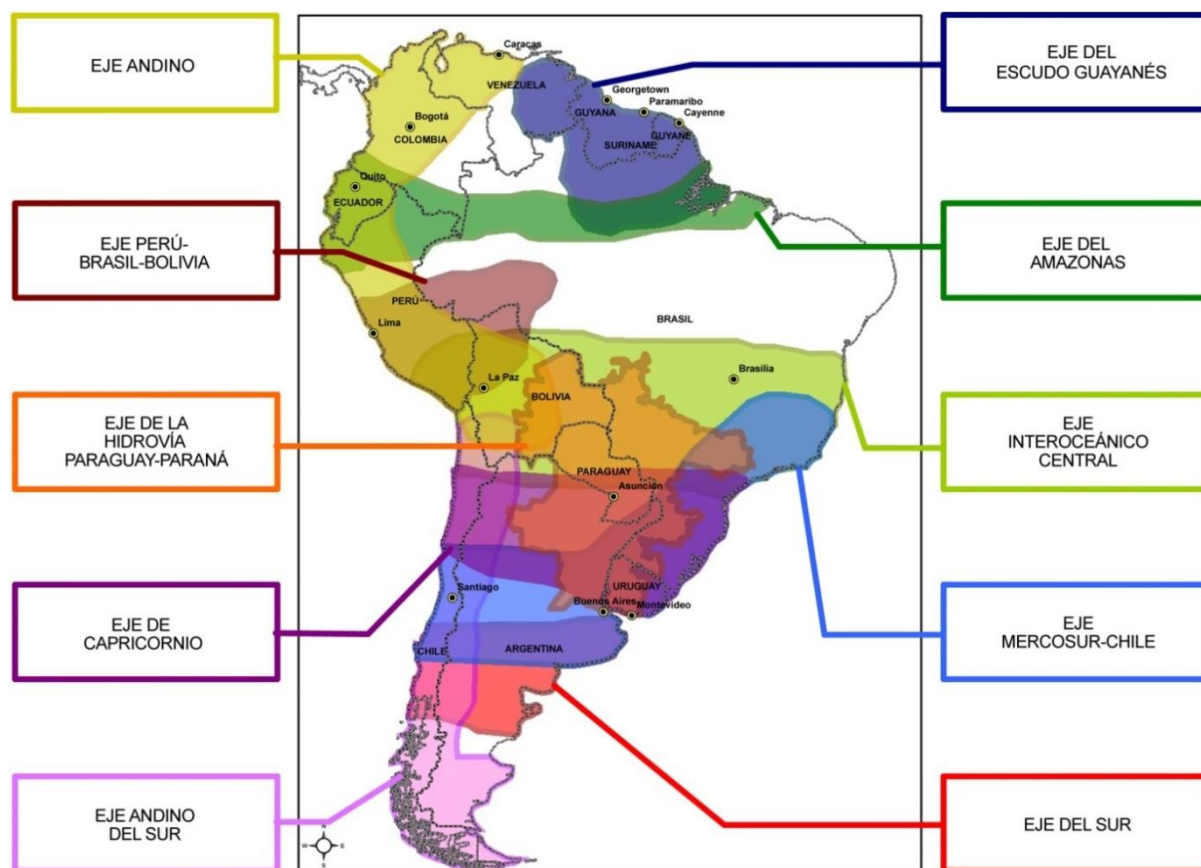 EJE ANDINO
EJE PERÚ-
BRASIL-BOLIVIA
EJE DE LA
HIDROVÍA
PARAGUAY-PARANÁ
EJE DE
CAPRICORNIO
EJE ANDINO
DEL SUR
Caracas
VENEZUELA
Georgetown
Paramaribo
GUYANA
Cayenne
Bogotá
GUYANE
COLOMBIA
SURINAME
Quito
ECUADOR
PERÚ
BRASIL
Lima
Brasilia
La Paz
BOLIVIA
PARAGUAY
Asunción
URUGUAY
Santiago
Buenos Aires
Montevideo
CHILE
ARGENTINA
N
W
E
S
EJE DEL
ESCUDO GUAYANÉS
EJE DEL
AMAZONAS
EJE
INTEROCEÁNICO
CENTRAL
EJE
MERCOSUR-CHILE
EJE DEL SUR